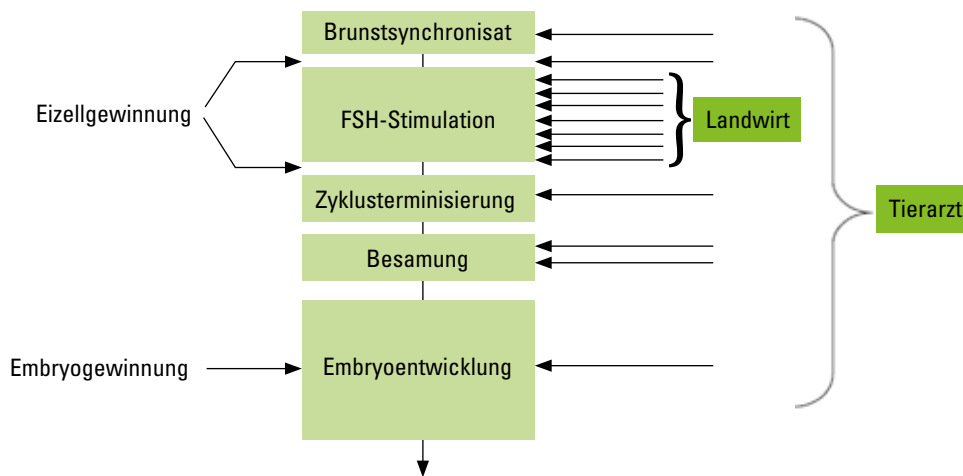 Brunstsynchronisat
Eizellgewinnung
FSH-Stimulation
Landwirt
Zyklusterminisierung
Tierarzt
Besamung
Embryogewinnung
Embryoentwicklung